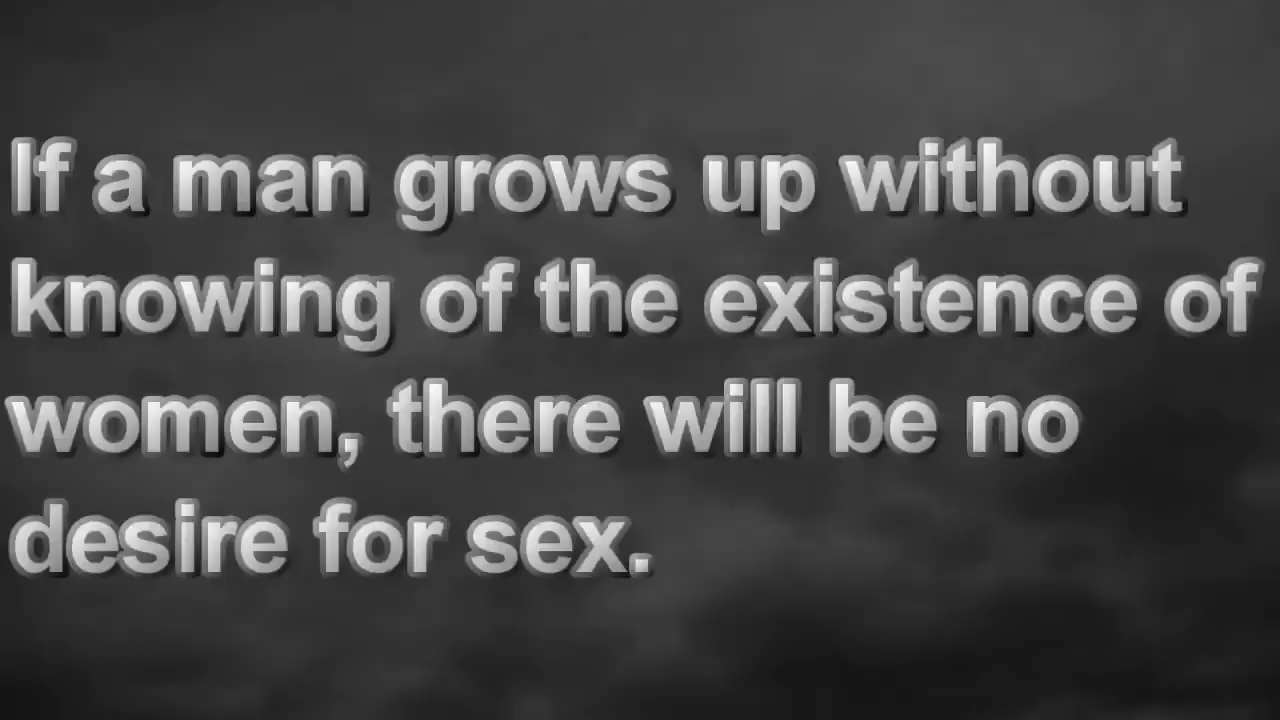 If a man grows up without
knowing of the existence of
women, there will be no
desire for sex.